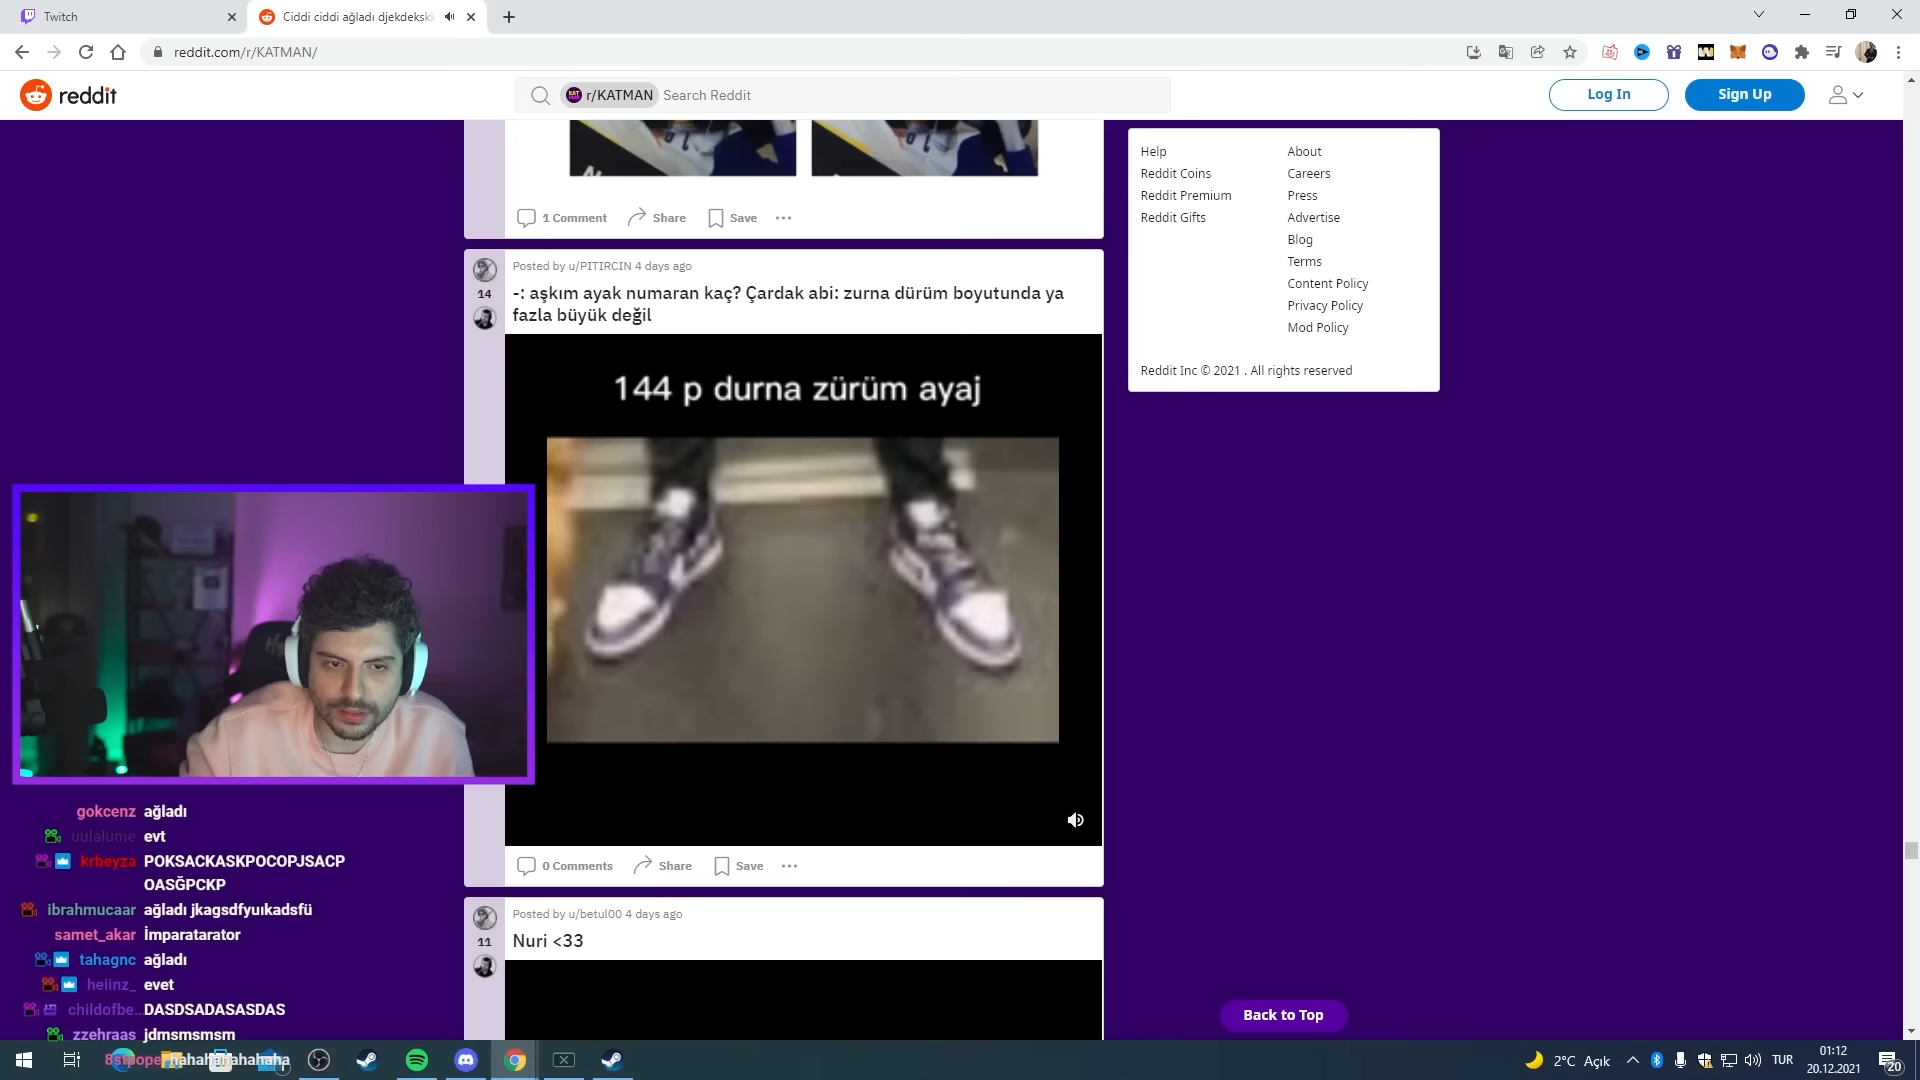 Twitch
Ciddi ciddi ağladı djekdeksk
reddit.com/r/KATMAN/
reddit
r/KATMAN
Search Reddit
Log In
Sign Up
1 Comment
Share
Save
Help
Reddit Coins
Reddit Premium
Reddit Gifts
About
Careers
Press
Advertise
Blog
Terms
Content Policy
Privacy Policy
Mod Policy
Reddit Inc © 2021 . All rights reserved
14
Posted by u/PITIRCIN 4 days ago
-: aşkım ayak numaran kaç? Çardak abi: zurna dürüm boyutunda ya
fazla büyük değil
144 p durna zürüm ayaj
0 Comments
Share
Save
11
Posted by u/betul00 4 days ago
Nuri <33
Back to Top
gokcenz ağladı
uulalume evt
krbeyza POKSACKASKPOCOPJSACP
OASĞPCKP
ibrahmucaar ağladı jkagsdfyuıkadsfü
samet_akar İmparatarator
tahagnc ağladı
heiinz_ evet
childofbe... DASDSADASASDAS
zzehraas jdmsmsmsm
hahahahahahaha
2°C Açık
TUR
01:12
20.12.2021
20